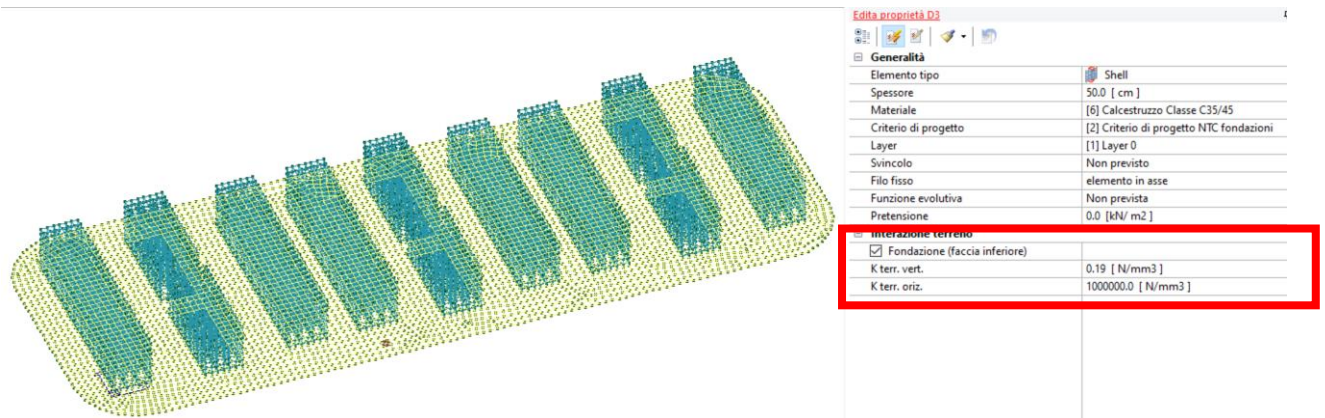 Edita proprietà D3
Generalità
Elemento tipo Shell
Spessore 50.0 [ cm ]
Materiale [6] Calcestruzzo Classe C35/45
Criterio di progetto [2] Criterio di progetto NTC fondazioni
Layer [1] Layer 0
Svincolo Non previsto
Filo fisso elemento in asse
Funzione evolutiva Non prevista
Pretensione 0.0 [kN/ m2 ]
Interazione terreno
Fondazione (faccia inferiore)
K terr. vert. 0.19 [ N/mm3 ]
K terr. oriz. 1000000.0 [ N/mm3 ]